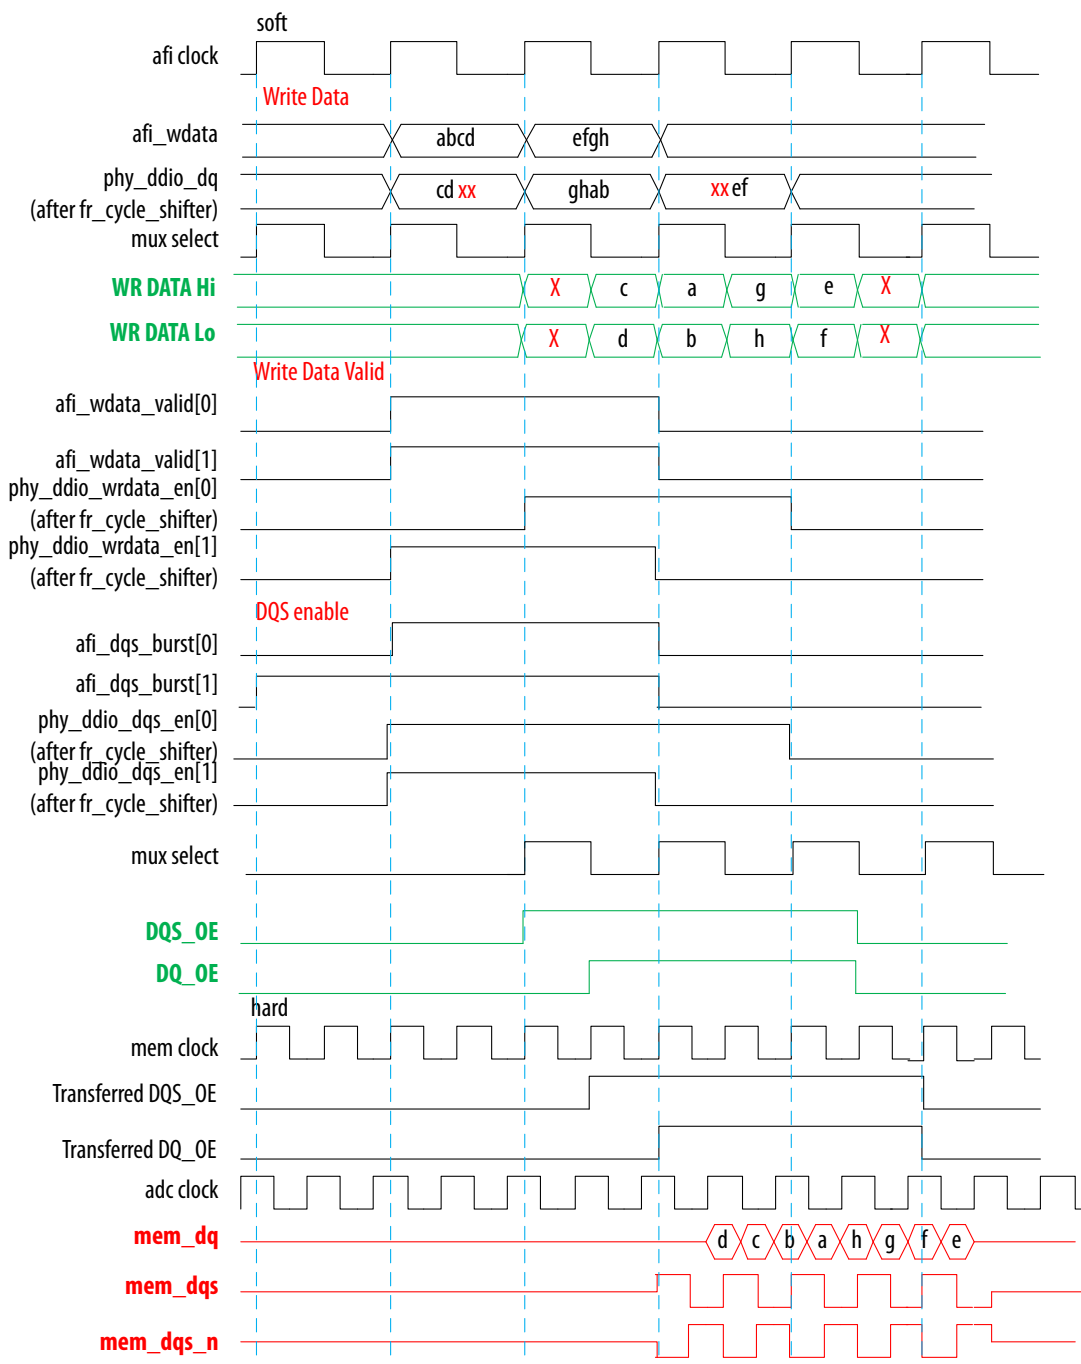 soft
afi clock
Write Data
afi_wdata abcd efgh
phy_ddio_dq
(after fr_cycle_shifter) cd xx ghab xx ef
mux select
WR DATA Hi X c a g e X
WR DATA Lo X d b h f X
Write Data Valid
afi_wdata_valid[0]
afi_wdata_valid[1]
phy_ddio_wrdata_en[0]
(after fr_cycle_shifter)
phy_ddio_wrdata_en[1]
(after fr_cycle_shifter)
DQS enable
afi_dqs_burst[0]
afi_dqs_burst[1]
phy_ddio_dqs_en[0]
(after fr_cycle_shifter)
phy_ddio_dqs_en[1]
(after fr_cycle_shifter)
mux select
DQS_OE
DQ_OE
hard
mem clock
Transferred DQS_OE
Transferred DQ_OE
adc clock
mem_dq d c b a h g f e
mem_dqs
mem_dqs_n